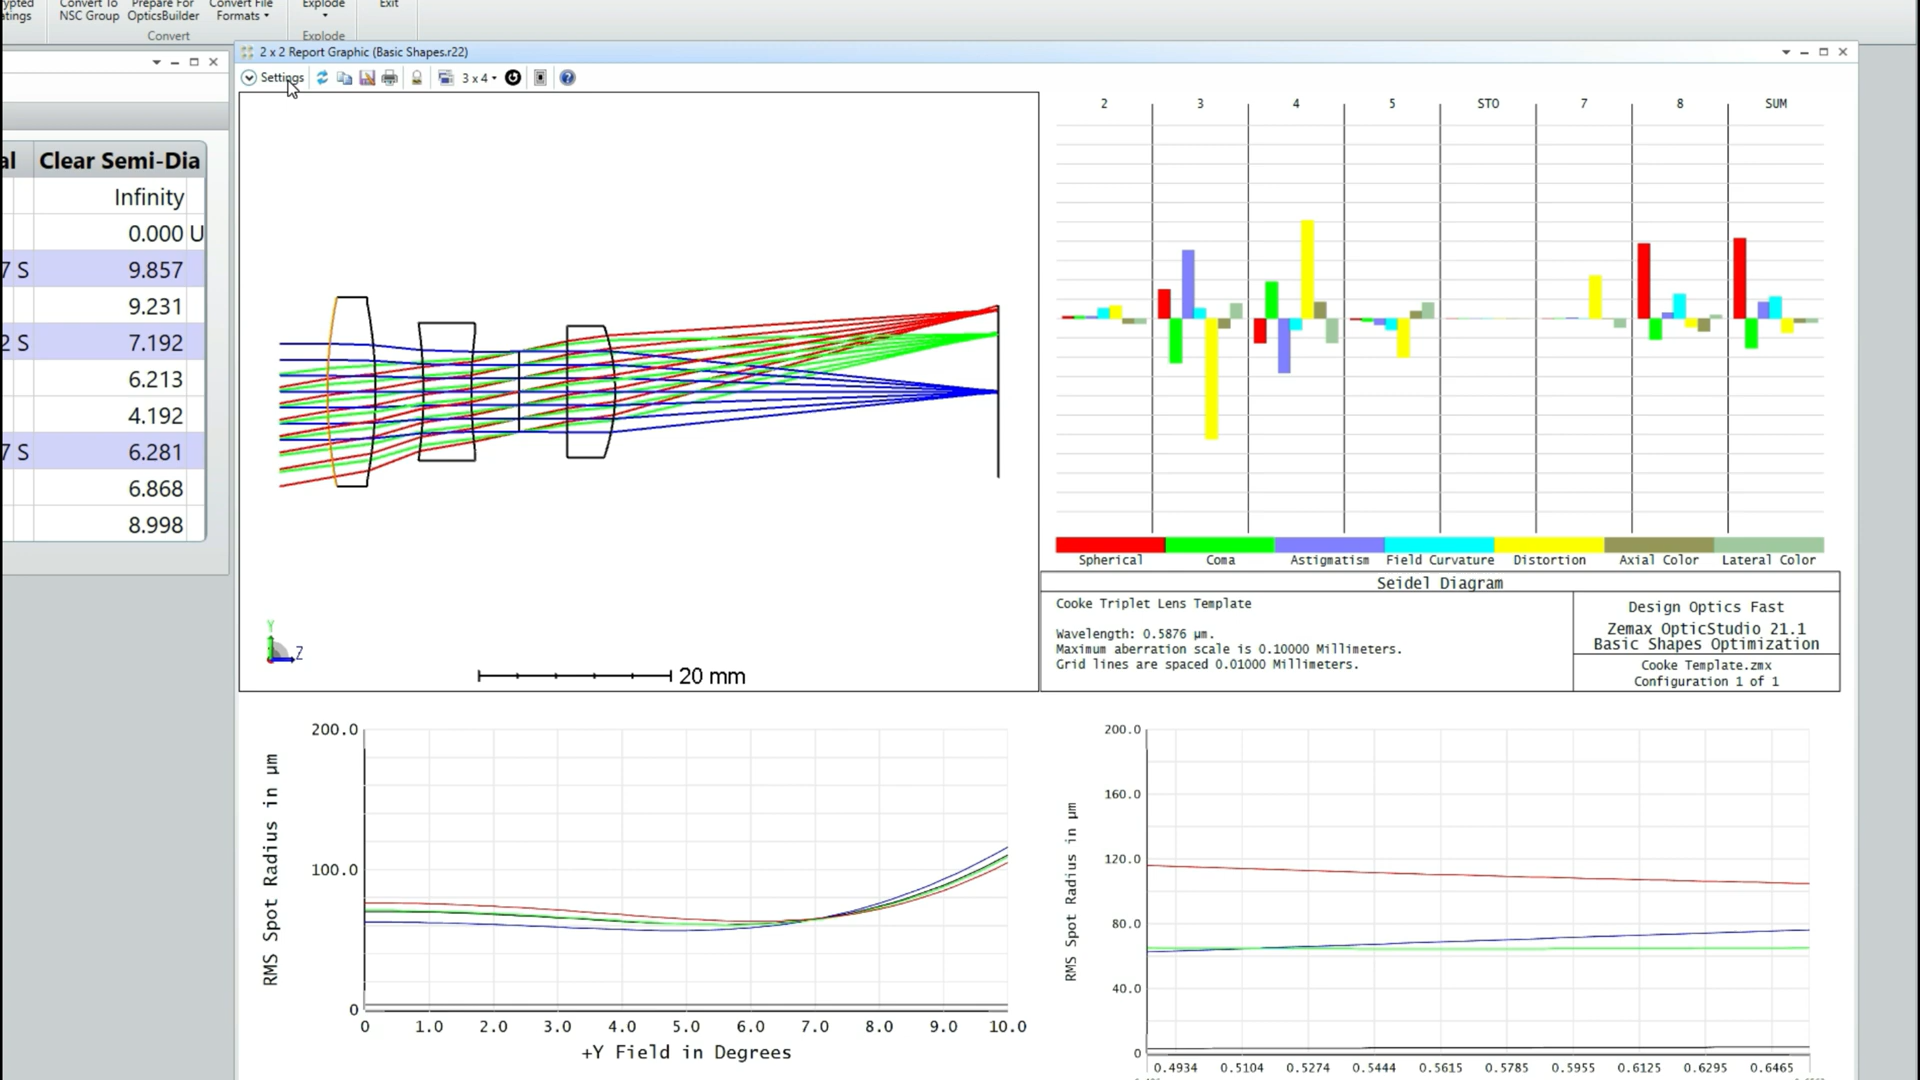 Convert To Prepare For Convert File Explode Exit
NSC Group OpticsBuilder Formats
Convert Explode
2 x 2 Report Graphic (Basic Shapes.r22)
Settings 3 x 4
Clear Semi-Dia
Infinity
0.000 U
7 S 9.857
9.231
2 S 7.192
6.213
4.192
7 S 6.281
6.868
8.998
Y
Z
20 mm
2 3 4 5 STO 7 8 SUM
Spherical Coma Astigmatism Field Curvature Distortion Axial Color Lateral Color
Seidel Diagram
Cooke Triplet Lens Template
Wavelength: 0.5876 µm.
Maximum aberration scale is 0.10000 Millimeters.
Grid lines are spaced 0.01000 Millimeters.
Design Optics Fast
Zemax OpticStudio 21.1
Basic Shapes Optimization
Cooke Template.zmx
Configuration 1 of 1
200.0
100.0
0
RMS Spot Radius in µm
0 1.0 2.0 3.0 4.0 5.0 6.0 7.0 8.0 9.0 10.0
+Y Field in Degrees
200.0
160.0
120.0
80.0
40.0
0
RMS Spot Radius in µm
0.4934 0.5104 0.5274 0.5444 0.5615 0.5785 0.5955 0.6125 0.6295 0.6465